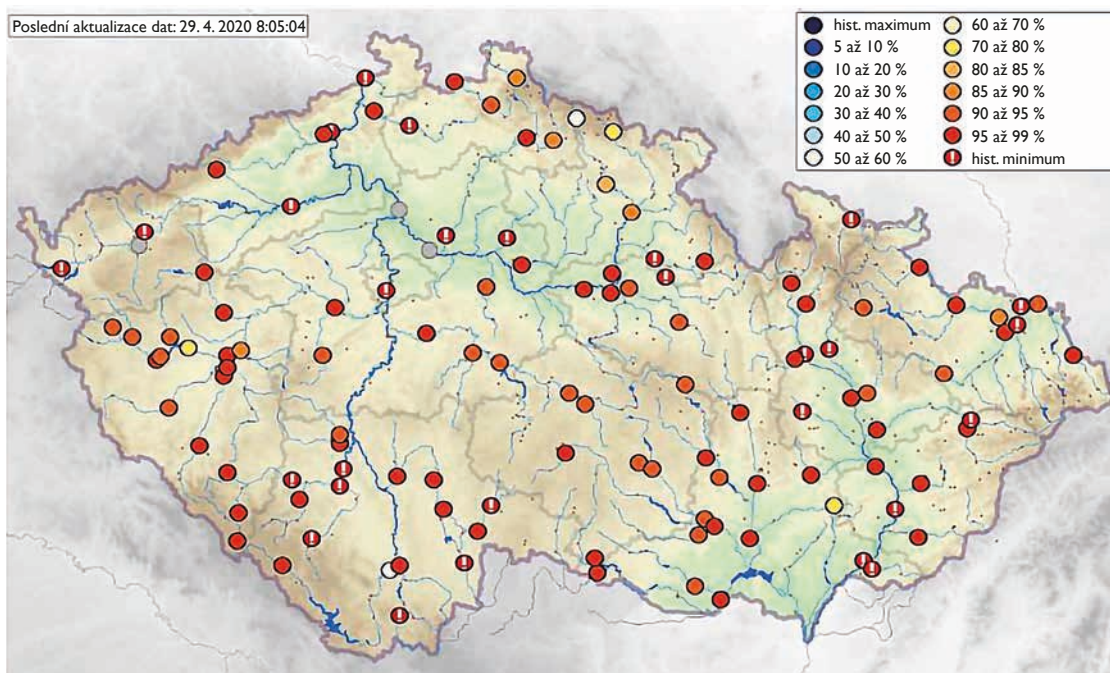 Poslední aktualizace dat: 29. 4. 2020 8:05:04
hist. maximum
5 až 10 %
10 až 20 %
20 až 30 %
30 až 40 %
40 až 50 %
50 až 60 %
60 až 70 %
70 až 80 %
80 až 85 %
85 až 90 %
90 až 95 %
95 až 99 %
hist. minimum